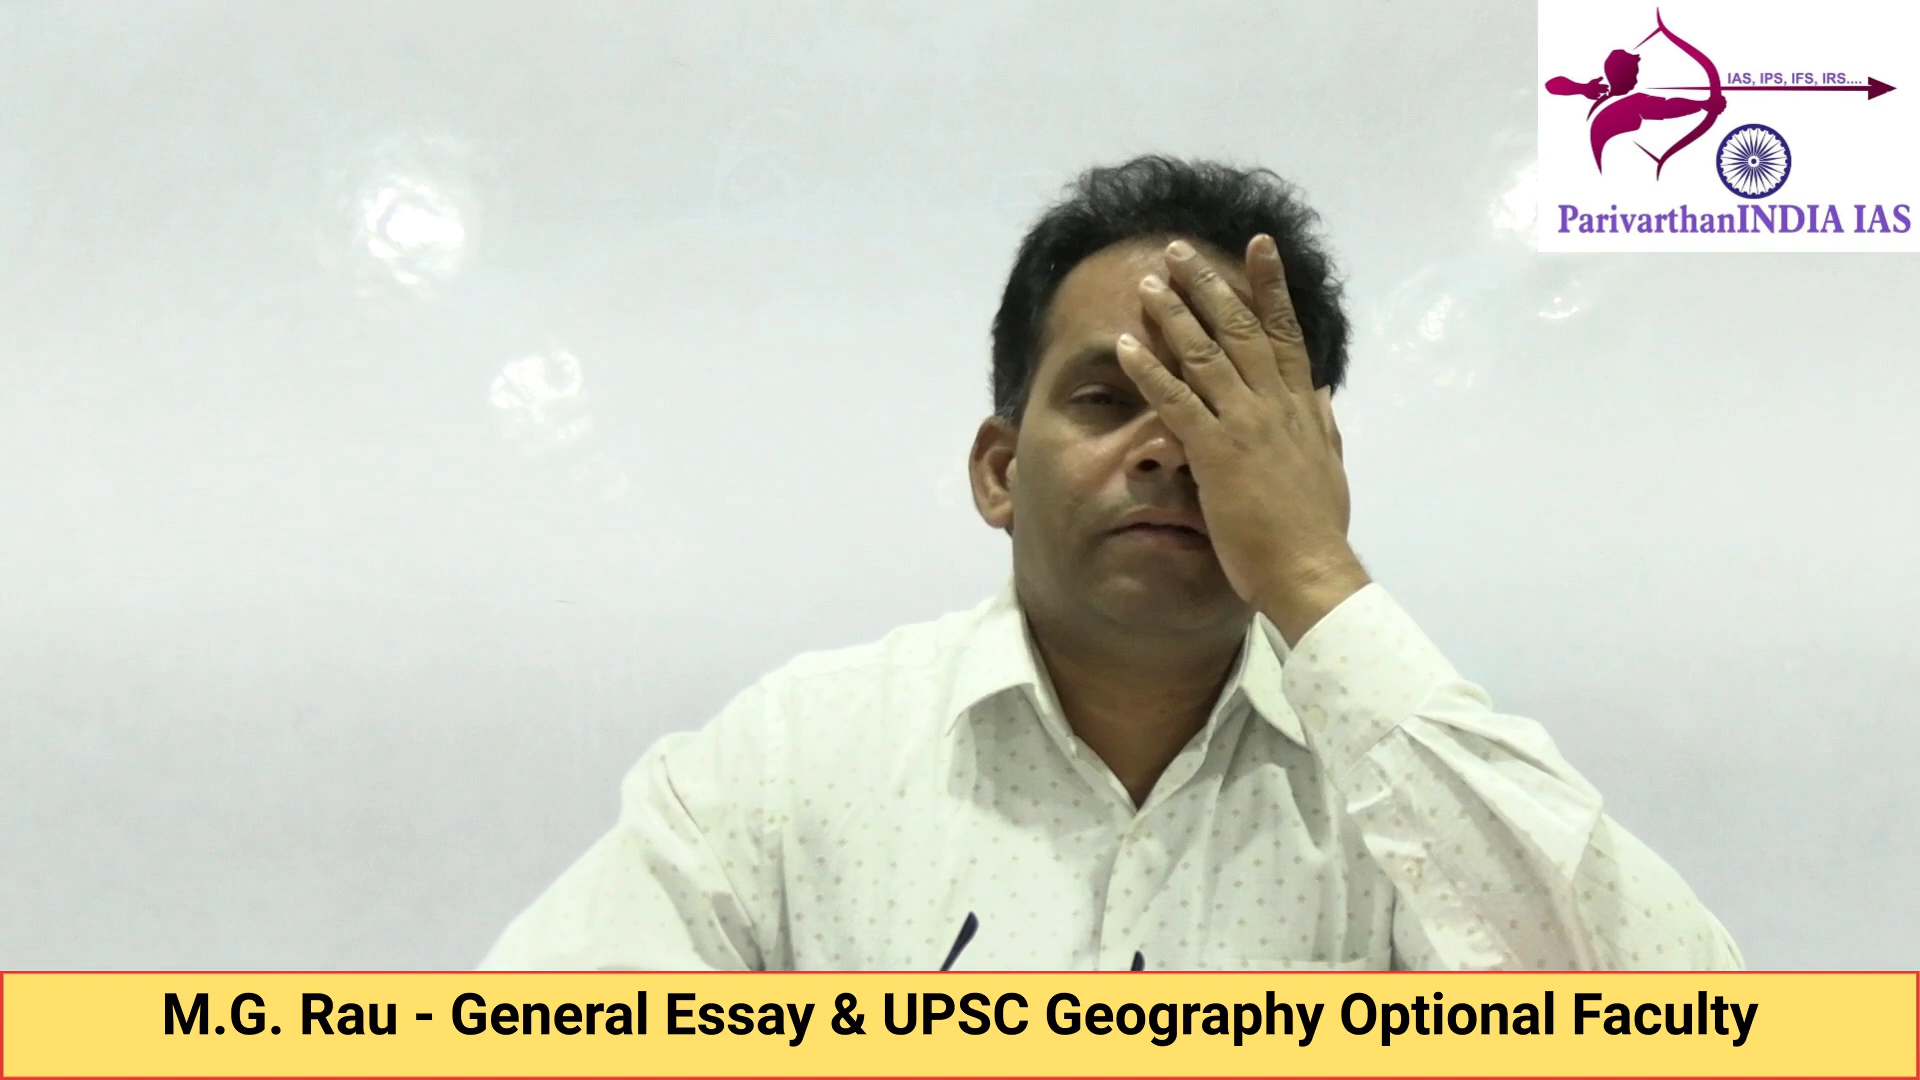 IAS, IPS, IFS, IRS....
ParivarthanINDIA IAS
M.G. Rau - General Essay & UPSC Geography Optional Faculty